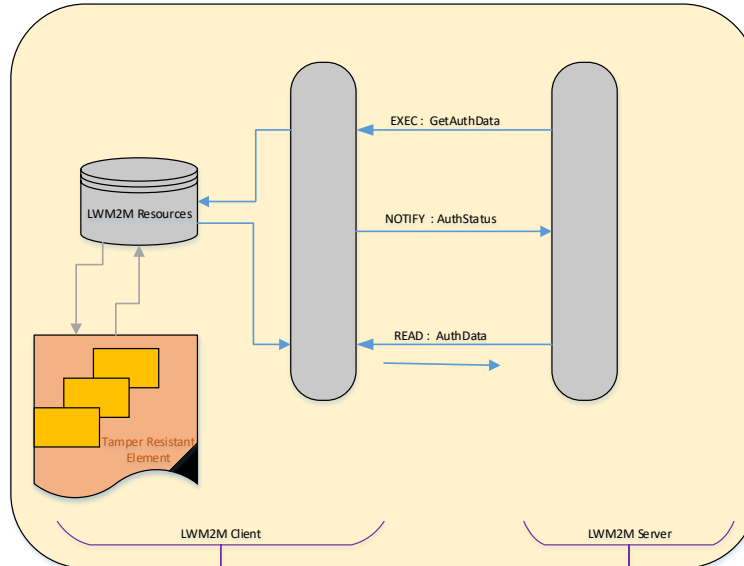 EXEC : GetAuthData
LWM2M Resources
NOTIFY : AuthStatus
READ : AuthData
Tamper Resistant
Element
LWM2M Client
LWM2M Server